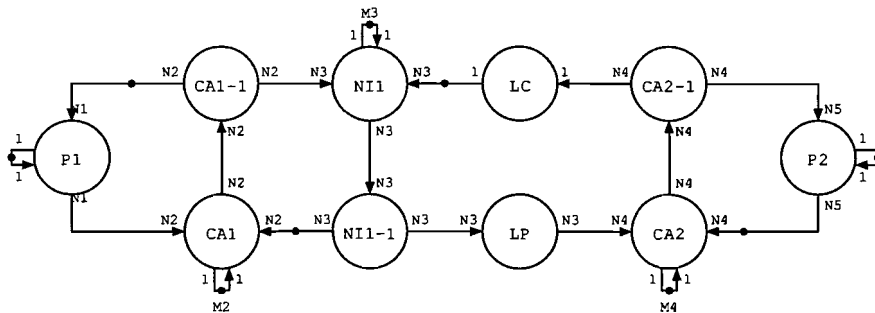 M3
1 1
N2 N2 N3 N3 1 1 N4 N4
CA1-1 NI1 LC CA2-1
N1 N2 N3 N4 N5
1 1
P1 P2
1 1
N1 N2 N3 N4 N5
N2 N2 N3 N3 N3 N3 N4 N4
CA1 NI1-1 LP CA2
1 1 1 1
M2 M4